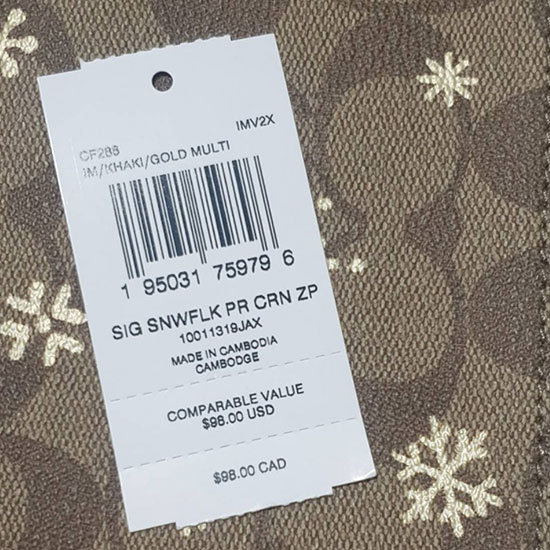 IMV2X
CF288
IM/KHAKI/GOLD MULTI
1 95031 75979 6
SIG SNWFLK PR CRN ZP
10011319JAX
MADE IN CAMBODIA
CAMBODGE
COMPARABLE VALUE
$98.00 USD
$98.00 CAD